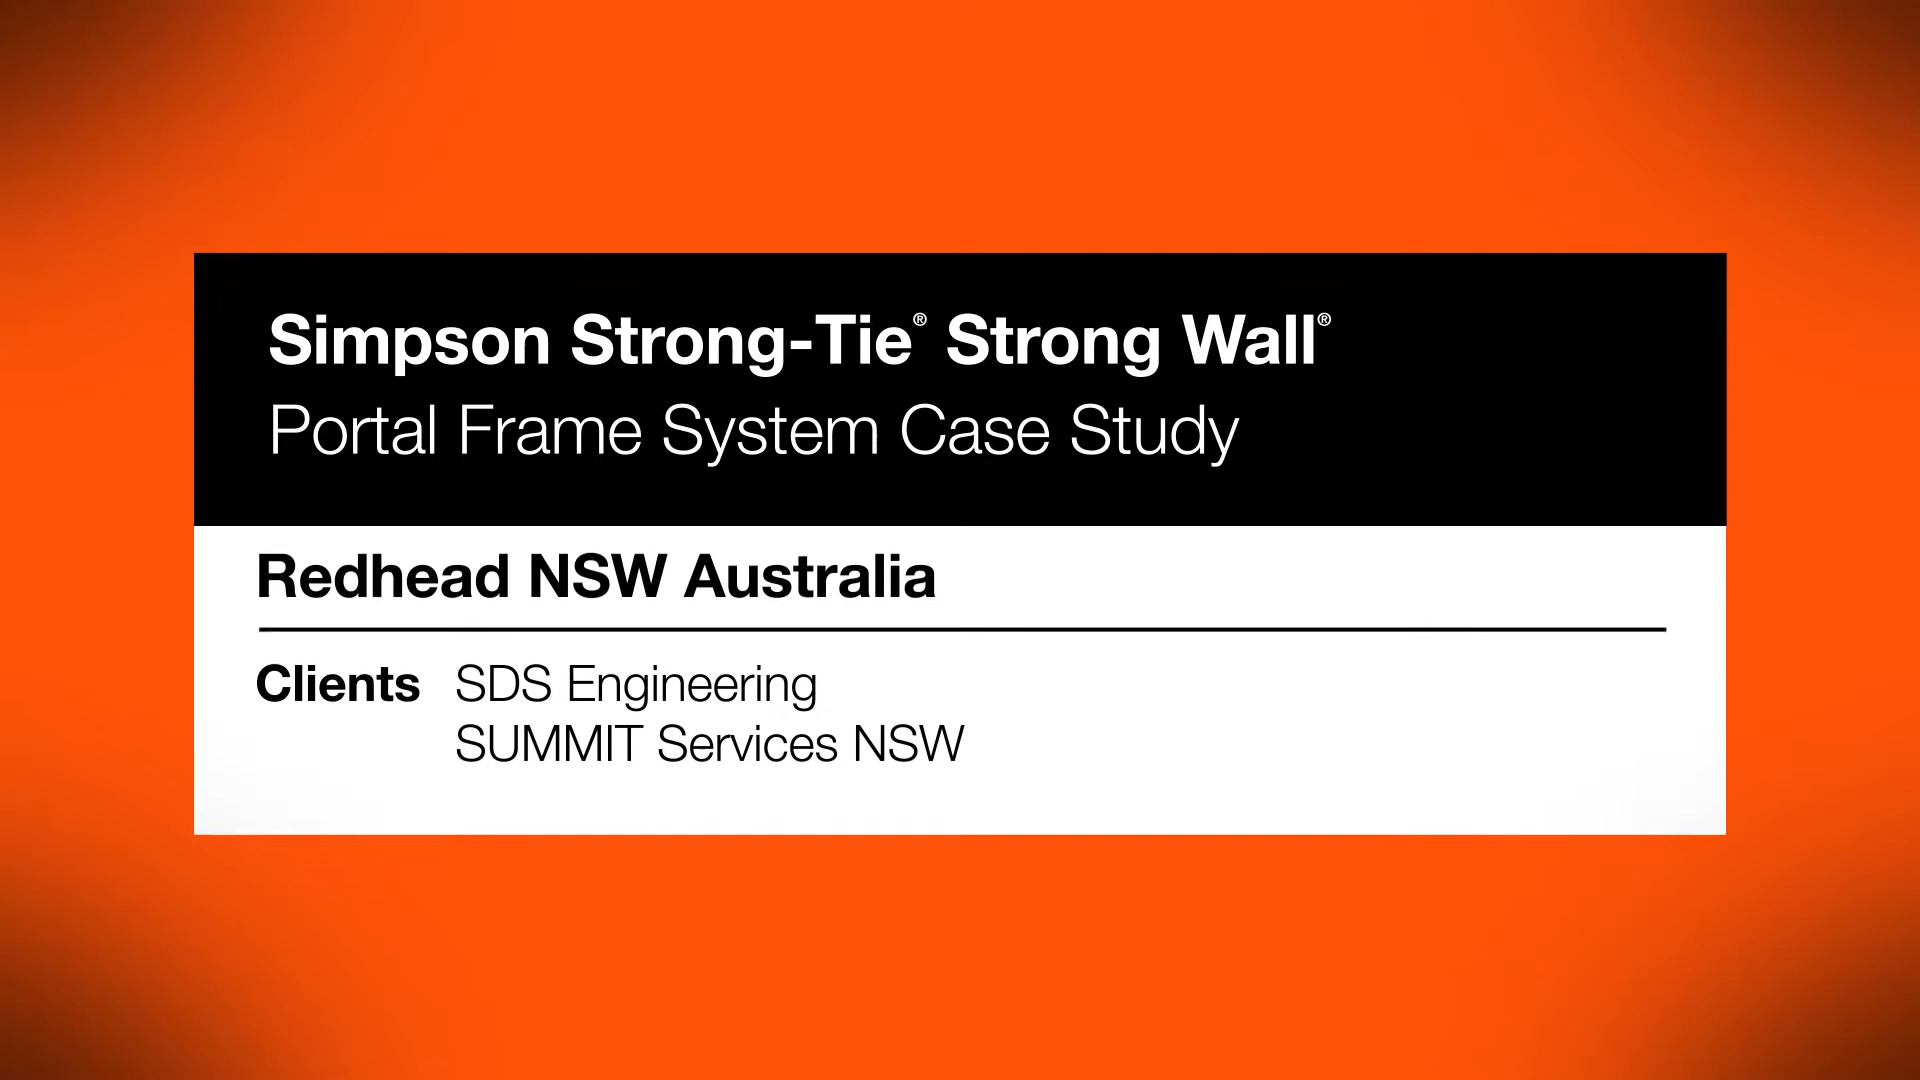 Simpson Strong-Tie® Strong Wall®
Portal Frame System Case Study
Redhead NSW Australia
Clients SDS Engineering
SUMMIT Services NSW